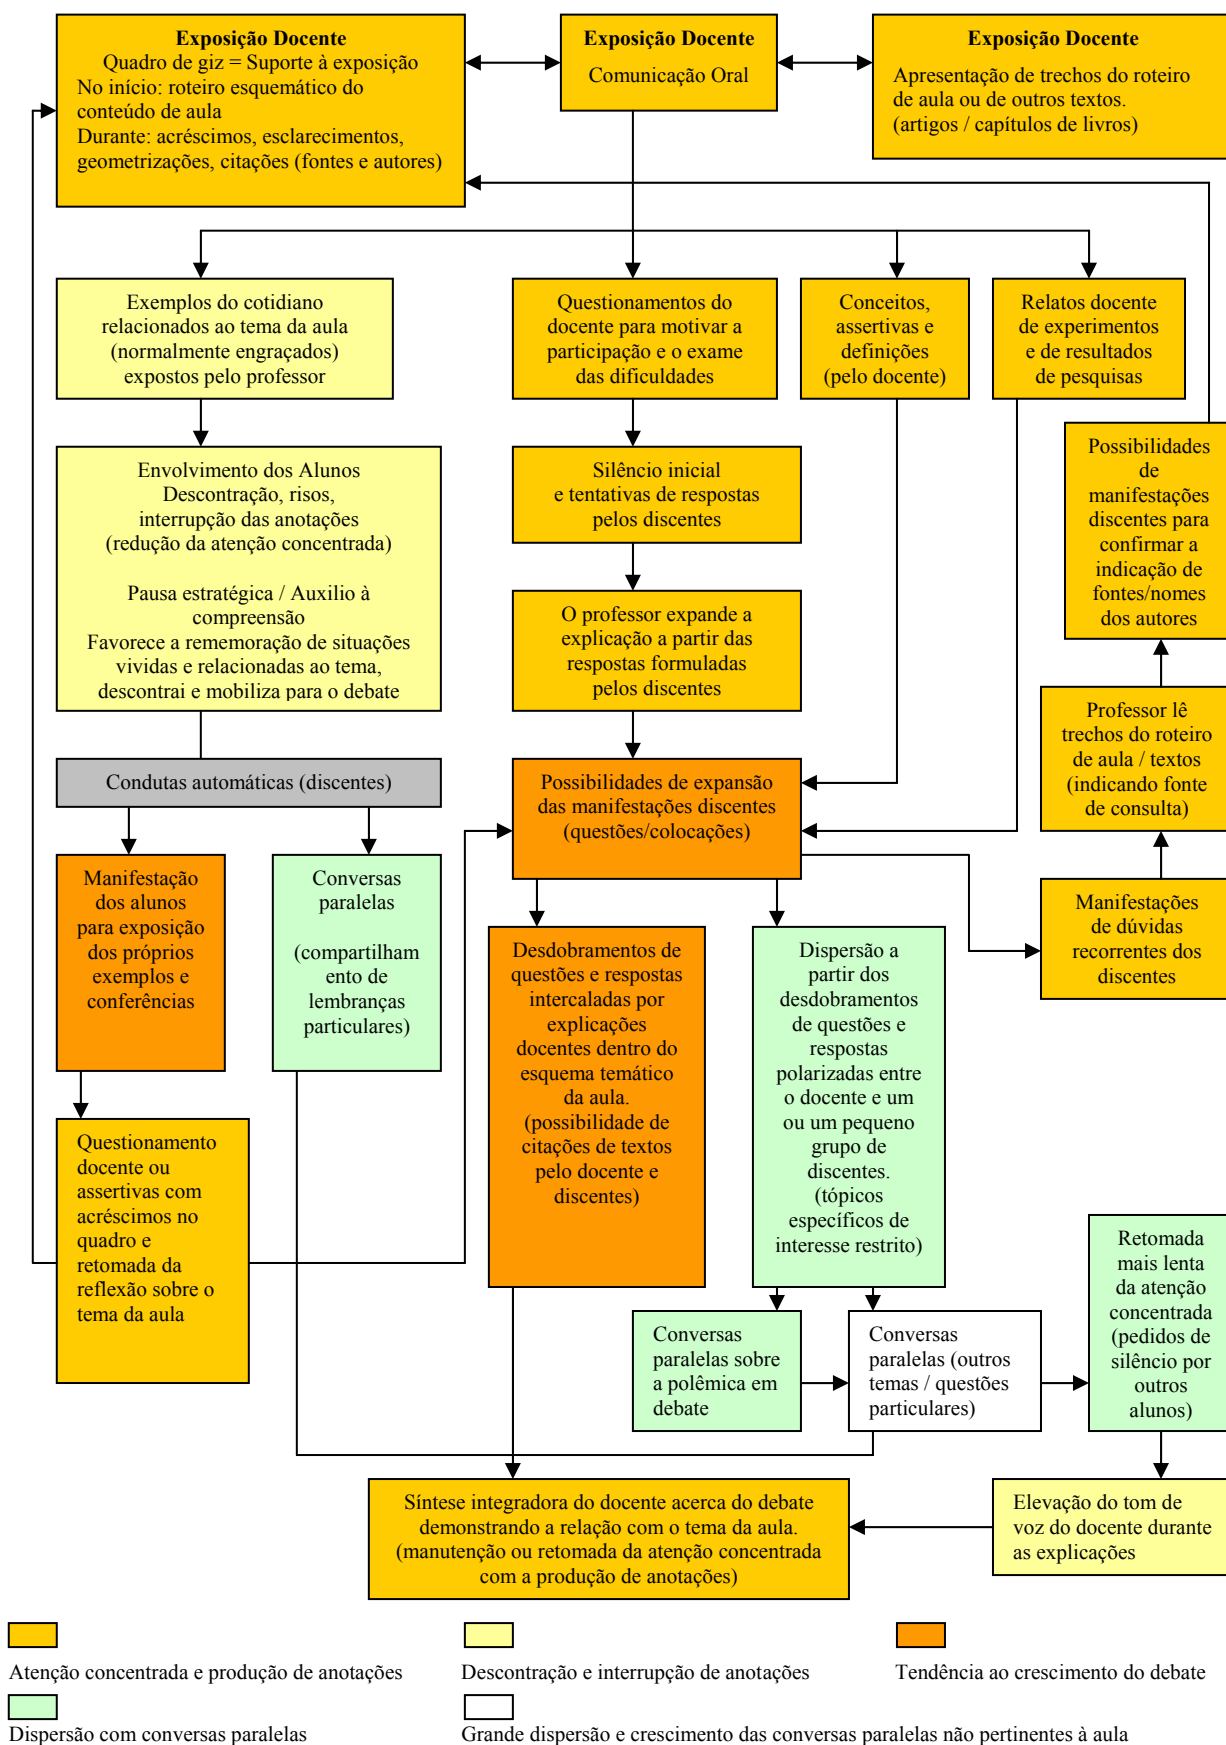 Exposição Docente
Quadro de giz = Suporte à exposição
No início: roteiro esquemático do
conteúdo de aula
Durante: acréscimos, esclarecimentos,
geometrizações, citações (fontes e autores)
Exposição Docente
Comunicação Oral
Exposição Docente
Apresentação de trechos do roteiro
de aula ou de outros textos.
(artigos / capítulos de livros)
Exemplos do cotidiano
relacionados ao tema da aula
(normalmente engraçados)
expostos pelo professor
Questionamentos do
docente para motivar a
participação e o exame
das dificuldades
Conceitos,
assertivas e
definições
(pelo docente)
Relatos docente
de experimentos
e de resultados
de pesquisas
Envolvimento dos Alunos
Descontração, risos,
interrupção das anotações
(redução da atenção concentrada)
Pausa estratégica / Auxilio à
compreensão
Favorece a rememoração de situações
vividas e relacionadas ao tema,
descontrai e mobiliza para o debate
Silêncio inicial
e tentativas de respostas
pelos discentes
Possibilidades
de
manifestações
discentes para
confirmar a
indicação de
fontes/nomes
dos autores
O professor expande a
explicação a partir das
respostas formuladas
pelos discentes
Professor lê
trechos do roteiro
de aula / textos
(indicando fonte
de consulta)
Condutas automáticas (discentes)
Possibilidades de expansão
das manifestações discentes
(questões/colocações)
Manifestação
dos alunos
para exposição
dos próprios
exemplos e
conferências
Conversas
paralelas
(compartilham
ento de
lembranças
particulares)
Manifestações
de dúvidas
recorrentes dos
discentes
Desdobramentos de
questões e respostas
intercaladas por
explicações
docentes dentro do
esquema temático
da aula.
(possibilidade de
citações de textos
pelo docente e
discentes)
Dispersão a
partir dos
desdobramentos
de questões e
respostas
polarizadas entre
o docente e um
ou um pequeno
grupo de
discentes.
(tópicos
específicos de
interesse restrito)
Questionamento
docente ou
assertivas com
acréscimos no
quadro e
retomada da
reflexão sobre o
tema da aula
Retomada
mais lenta
da atenção
concentrada
(pedidos de
silêncio por
outros
alunos)
Conversas
paralelas sobre
a polêmica em
debate
Conversas
paralelas (outros
temas / questões
particulares)
Síntese integradora do docente acerca do debate
demonstrando a relação com o tema da aula.
(manutenção ou retomada da atenção concentrada
com a produção de anotações)
Elevação do tom de
voz do docente durante
as explicações
Atenção concentrada e produção de anotações
Descontração e interrupção de anotações
Tendência ao crescimento do debate
Dispersão com conversas paralelas
Grande dispersão e crescimento das conversas paralelas não pertinentes à aula